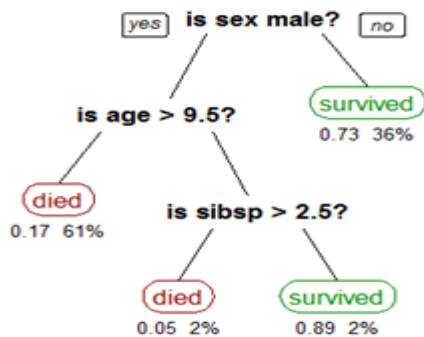 yes is sex male? no
is age > 9.5?
survived
0.73 36%
died
0.17 61%
is sibsp > 2.5?
died
0.05 2%
survived
0.89 2%